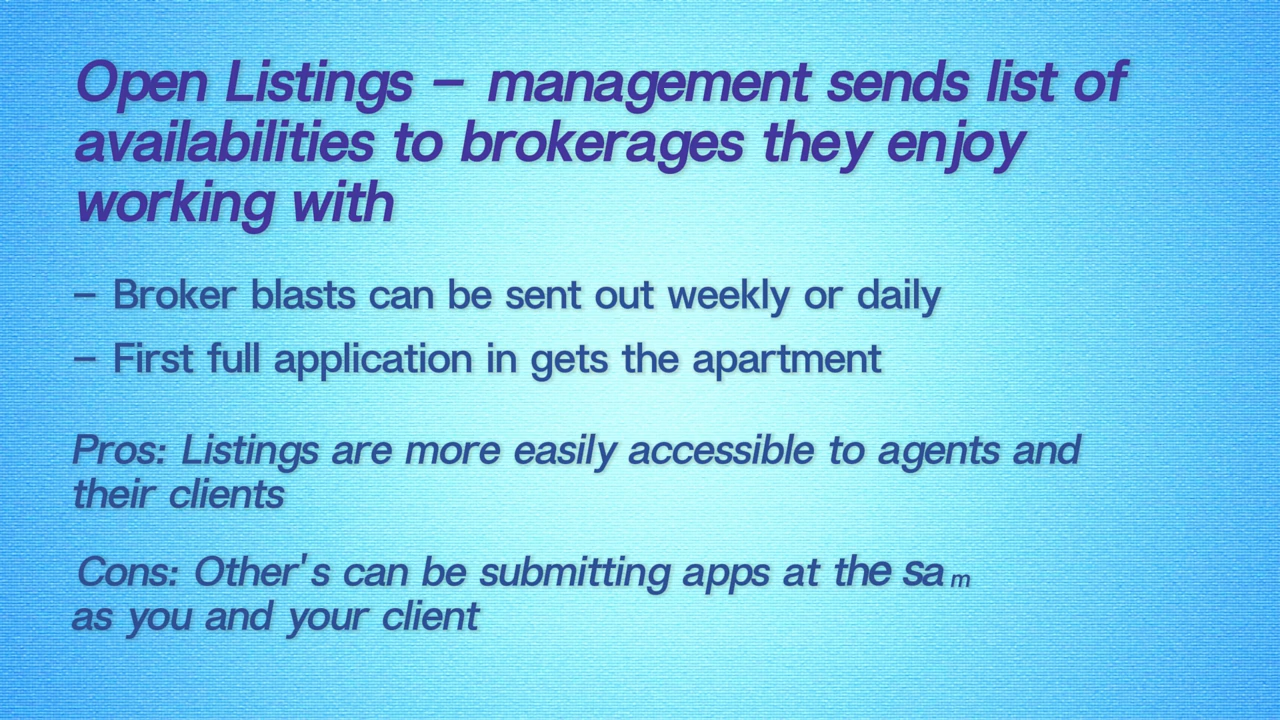 Open Listings – management sends list of
availabilities to brokerages they enjoy
working with
– Broker blasts can be sent out weekly or daily
– First full application in gets the apartment
Pros: Listings are more easily accessible to agents and
their clients
Cons: Other's can be submitting apps at the sam
as you and your client